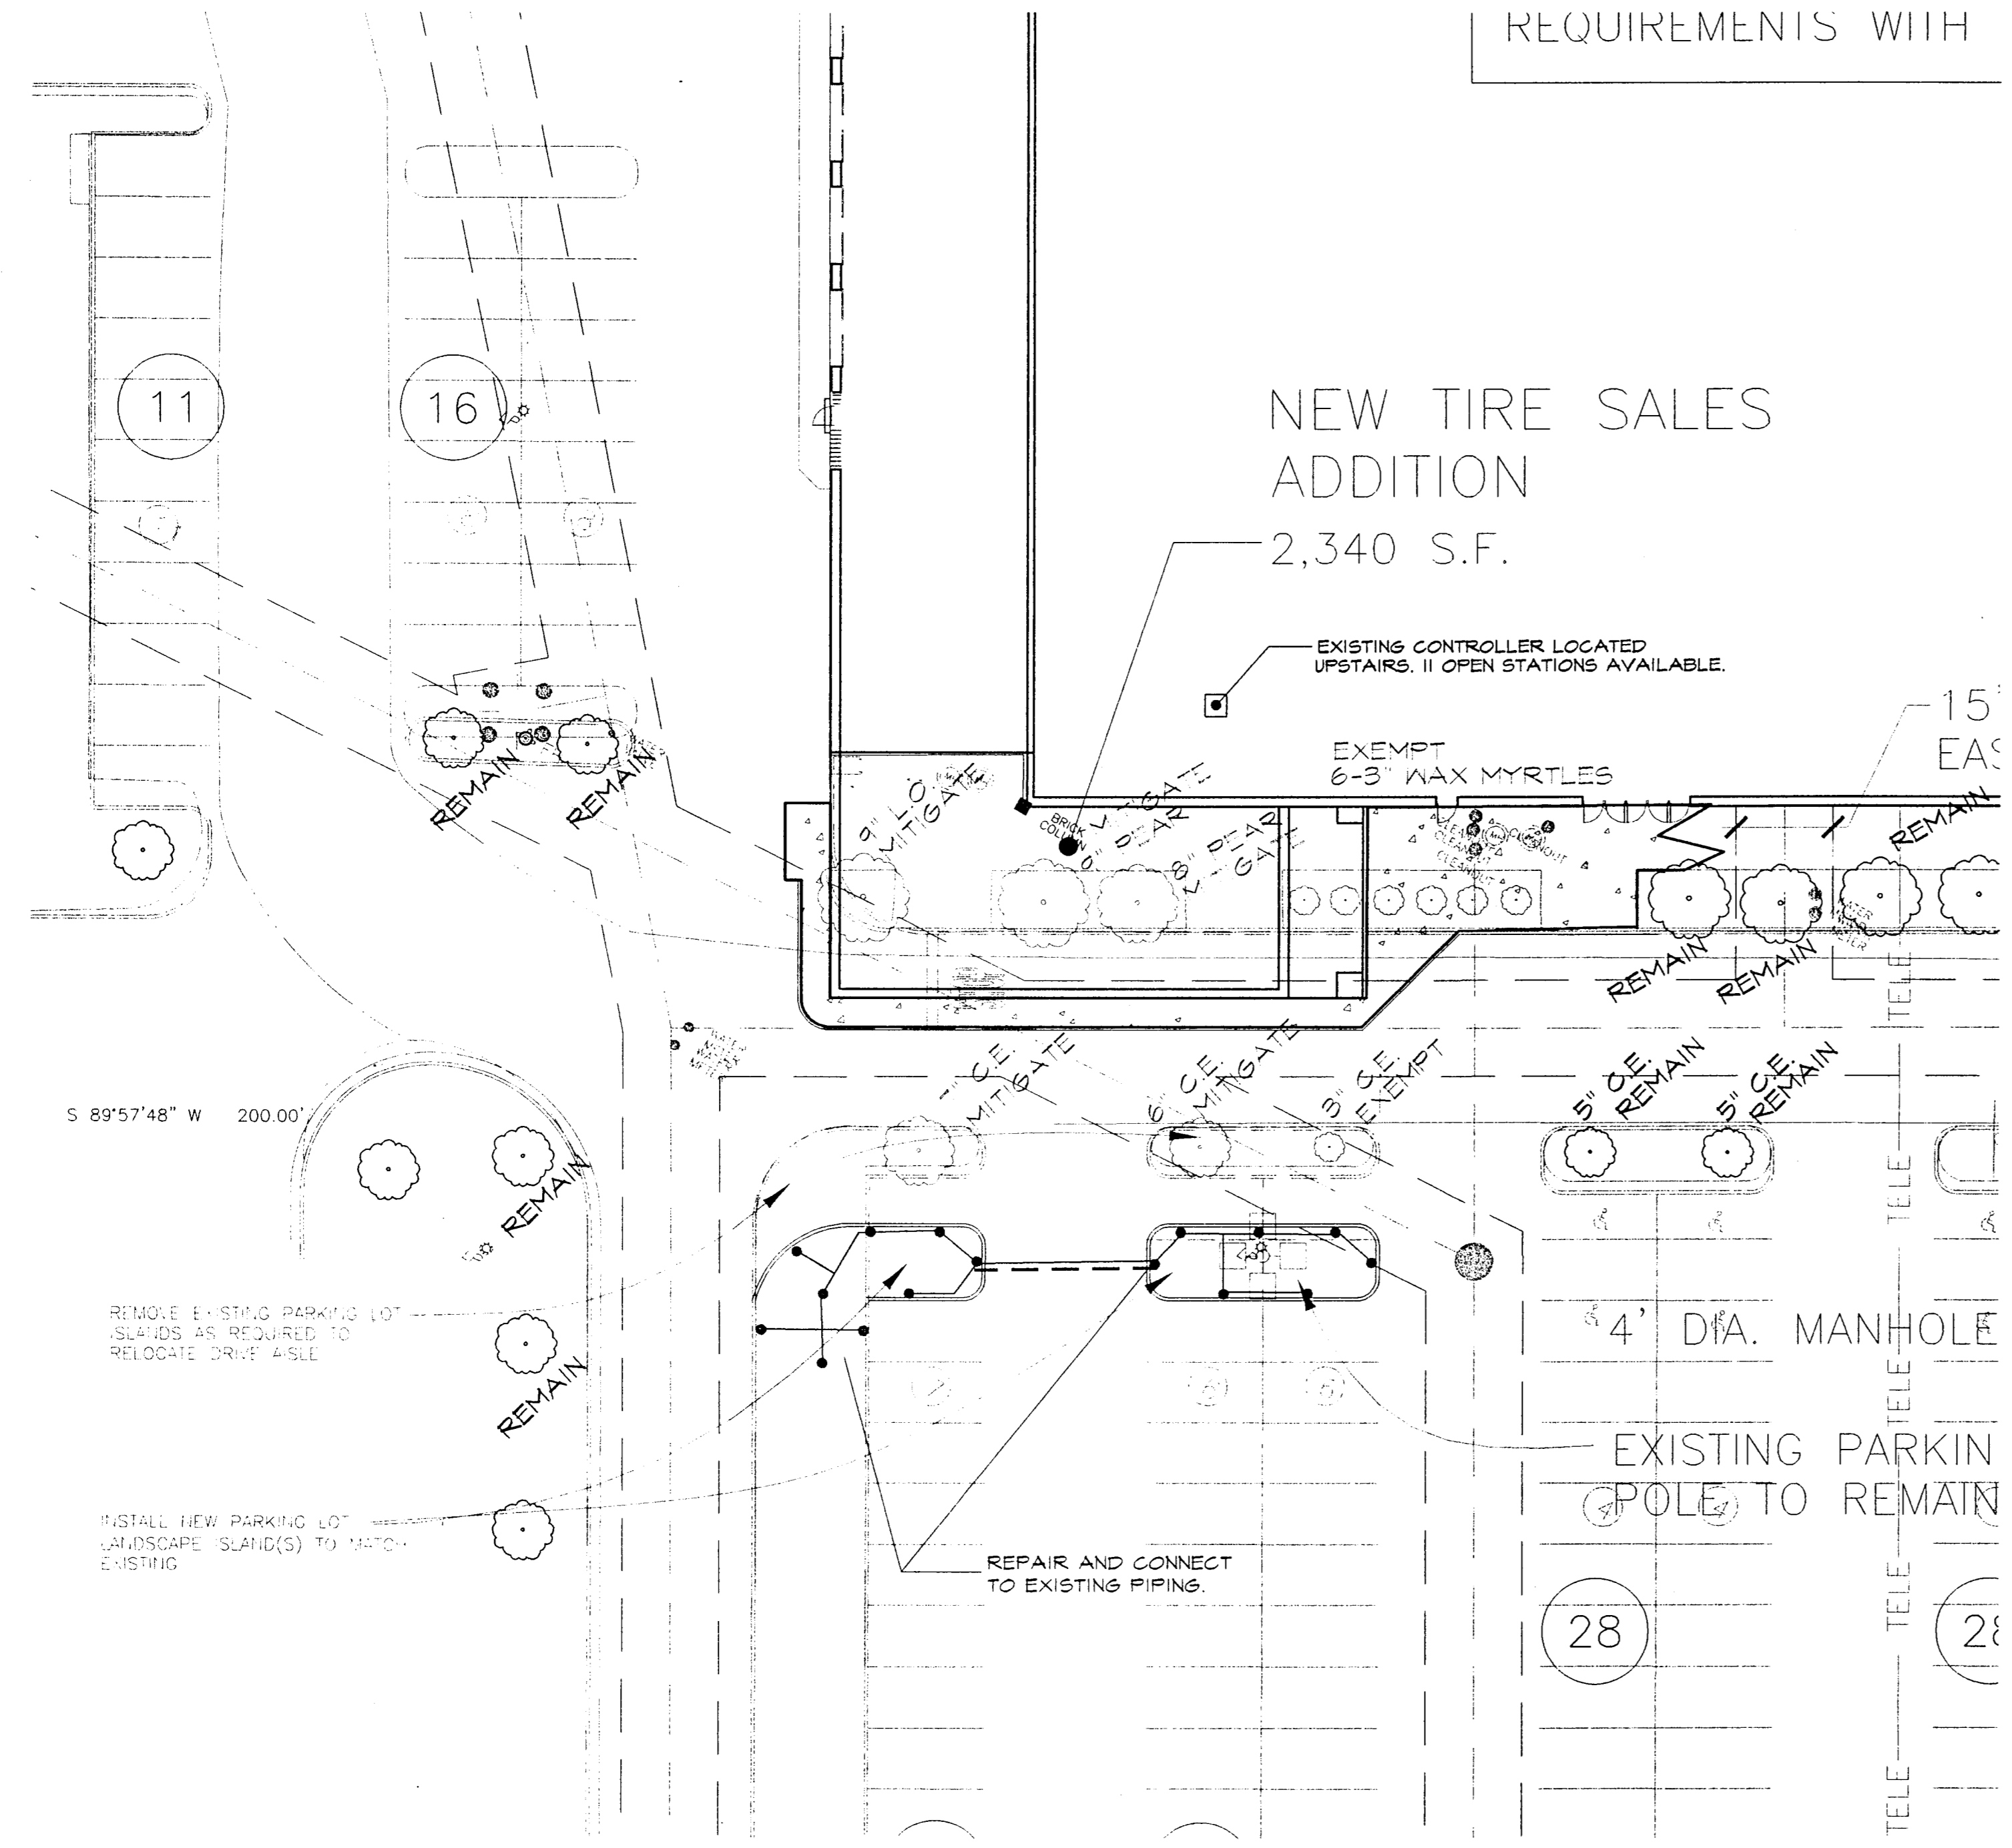 REQUIREMENTS WITH
11
16
NEW TIRE SALES
ADDITION
2,340 S.F.
EXISTING CONTROLLER LOCATED
UPSTAIRS. 11 OPEN STATIONS AVAILABLE.
15'
EXEMPT
6-3" WAX MYRTLES
REMAIN
REMAIN
REMAIN
9" L.O.
MITIGATE
BRICK
COLUMN
MITIGATE
PEAR
8" PEAR
CLEANOUT
REMAIN
REMAIN
TELE
7" C.E.
MITIGATE
6" C.E.
MITIGATE
3" C.E.
EXEMPT
5" C.E.
REMAIN
5" C.E.
REMAIN
S 89°57'48" W 200.00'
REMAIN
TELE
REMOVE EXISTING PARKING LOT
ISLANDS AS REQUIRED TO
RELOCATE DRIVE AISLE
4' DIA. MANHOLE
REMAIN
TELE
EXISTING PARKIN
POLE TO REMAIN
INSTALL NEW PARKING LOT
LANDSCAPE ISLAND(S) TO MATCH
EXISTING
REPAIR AND CONNECT
TO EXISTING PIPING.
TELE
28
28
TELE